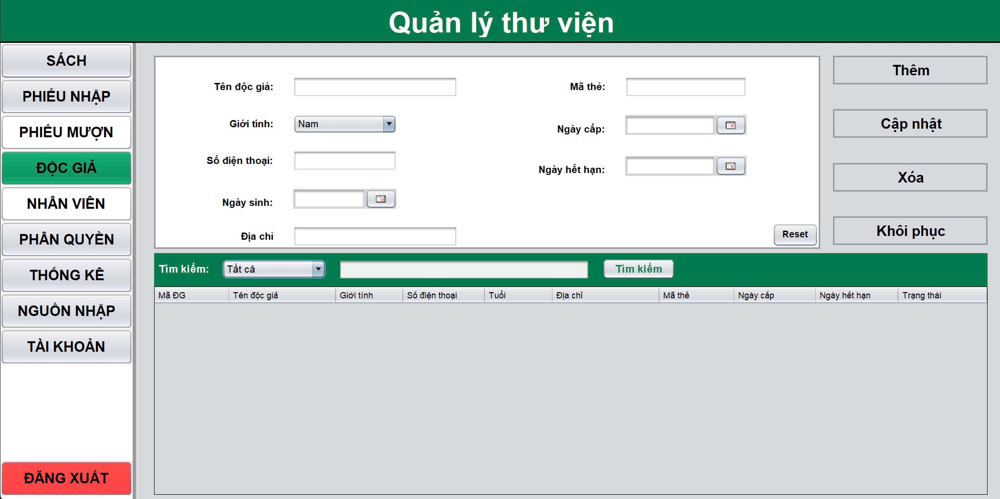 Quản lý thư viện
SÁCH
PHIẾU NHẬP
PHIẾU MƯỢN
ĐỘC GIẢ
NHÂN VIÊN
PHÂN QUYỀN
THỐNG KÊ
NGUỒN NHẬP
TÀI KHOẢN
ĐĂNG XUẤT
Tên độc giả:
Giới tính: Nam
Số điện thoại:
Ngày sinh:
Địa chỉ
Mã thẻ:
Ngày cấp:
Ngày hết hạn:
Reset
Thêm
Cập nhật
Xóa
Khôi phục
Tìm kiếm: Tất cả Tìm kiếm
Mã ĐG Tên độc giả Giới tính Số điện thoại Tuổi Địa chỉ Mã thẻ Ngày cấp Ngày hết hạn Trạng thái